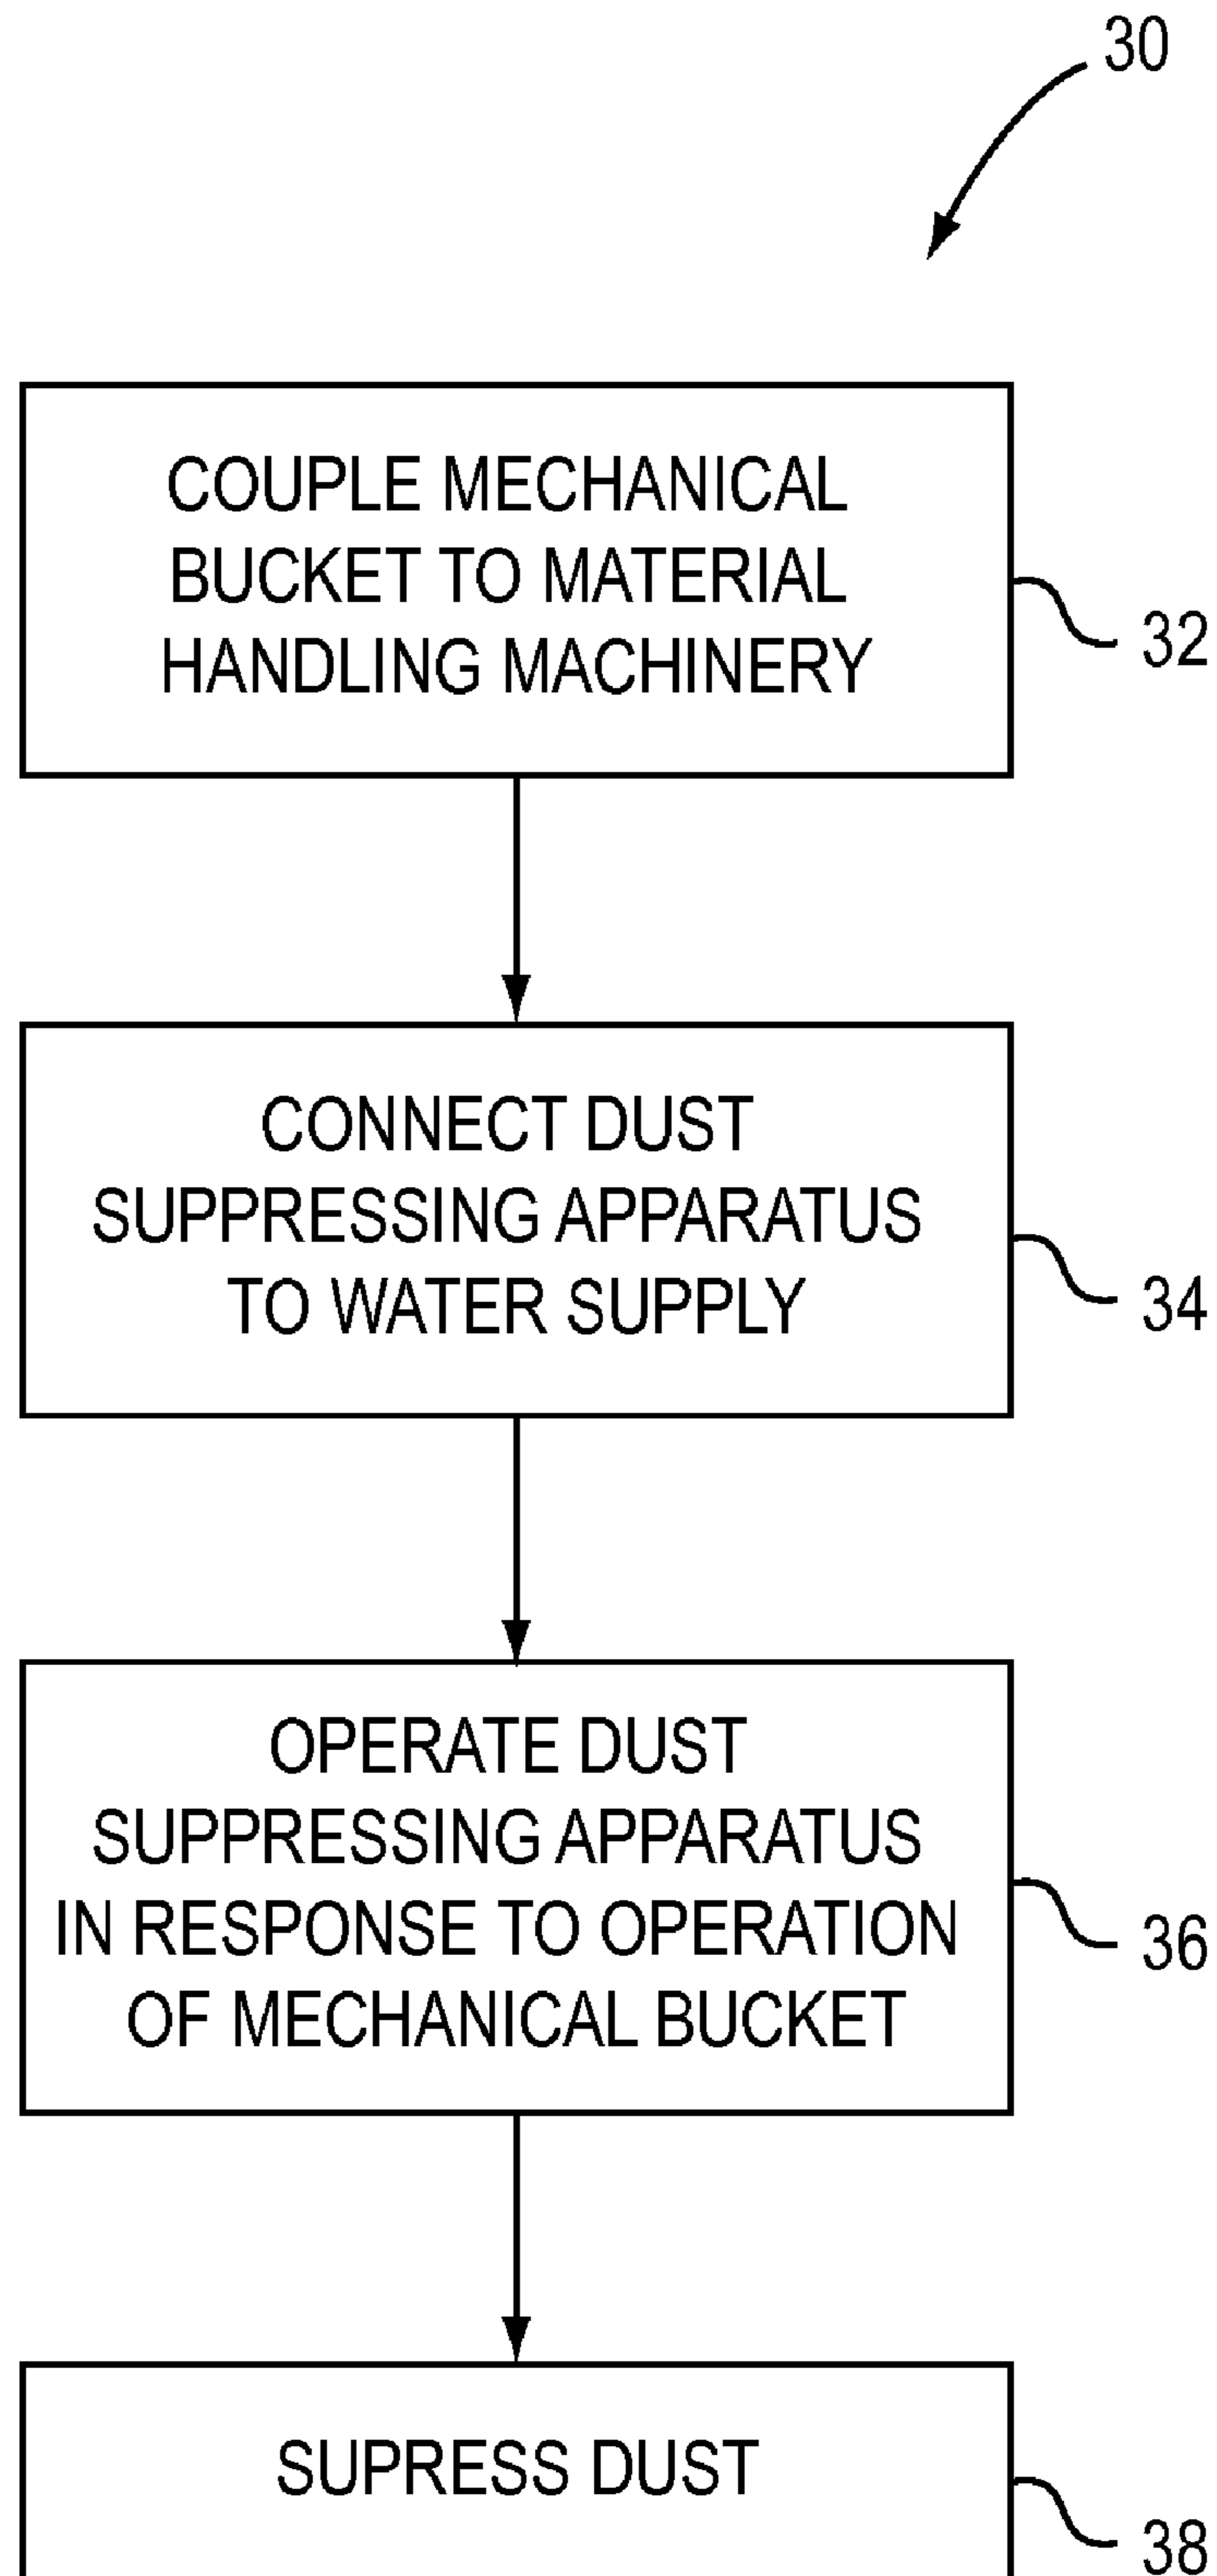 30
COUPLE MECHANICAL
BUCKET TO MATERIAL
HANDLING MACHINERY
32
CONNECT DUST
SUPPRESSING APPARATUS
TO WATER SUPPLY
34
OPERATE DUST
SUPPRESSING APPARATUS
IN RESPONSE TO OPERATION
OF MECHANICAL BUCKET
36
SUPRESS DUST
38